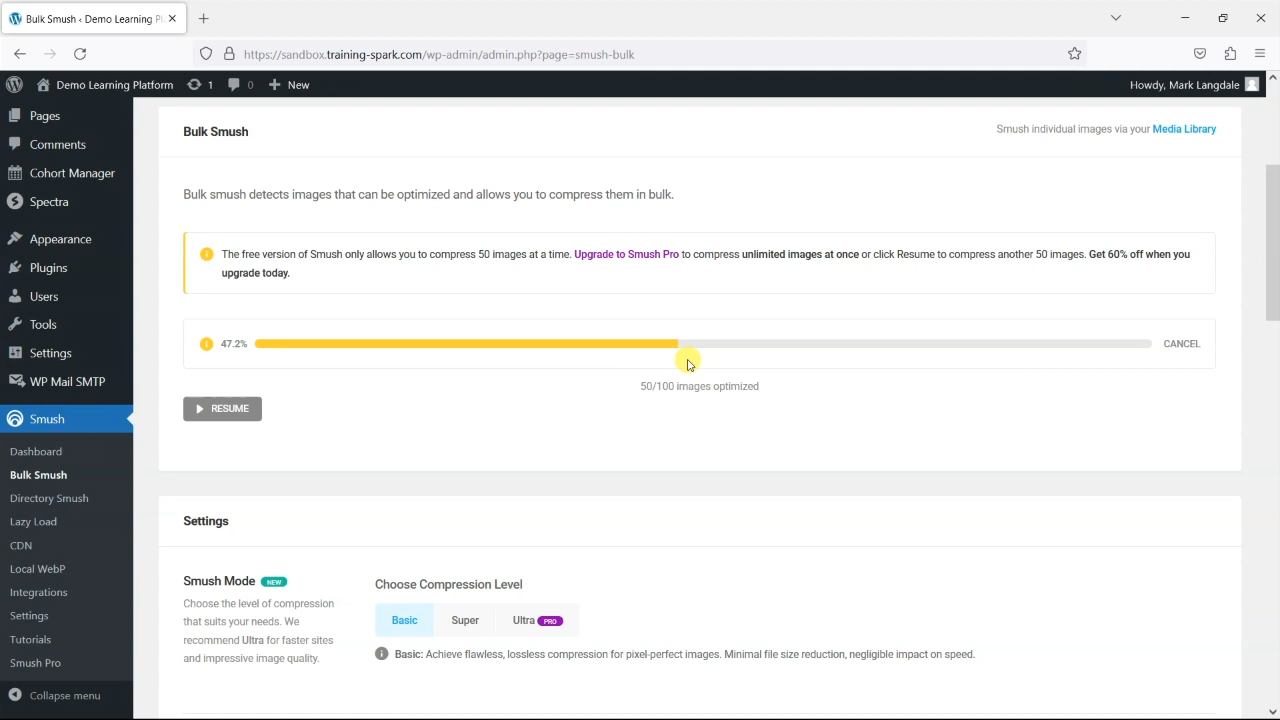 Bulk Smush ‹ Demo Learning Pl
https://sandbox.training-spark.com/wp-admin/admin.php?page=smush-bulk
Demo Learning Platform 1 0 New Howdy, Mark Langdale
Pages
Comments
Cohort Manager
Spectra
Appearance
Plugins
Users
Tools
Settings
WP Mail SMTP
Smush
Dashboard
Bulk Smush
Directory Smush
Lazy Load
CDN
Local WebP
Integrations
Settings
Tutorials
Smush Pro
Collapse menu
Bulk Smush
Smush individual images via your Media Library
Bulk smush detects images that can be optimized and allows you to compress them in bulk.
The free version of Smush only allows you to compress 50 images at a time. Upgrade to Smush Pro to compress unlimited images at once or click Resume to compress another 50 images. Get 60% off when you
upgrade today.
47.2% CANCEL
50/100 images optimized
RESUME
Settings
Smush Mode NEW
Choose the level of compression
that suits your needs. We
recommend Ultra for faster sites
and impressive image quality.
Choose Compression Level
Basic Super Ultra PRO
Basic: Achieve flawless, lossless compression for pixel-perfect images. Minimal file size reduction, negligible impact on speed.